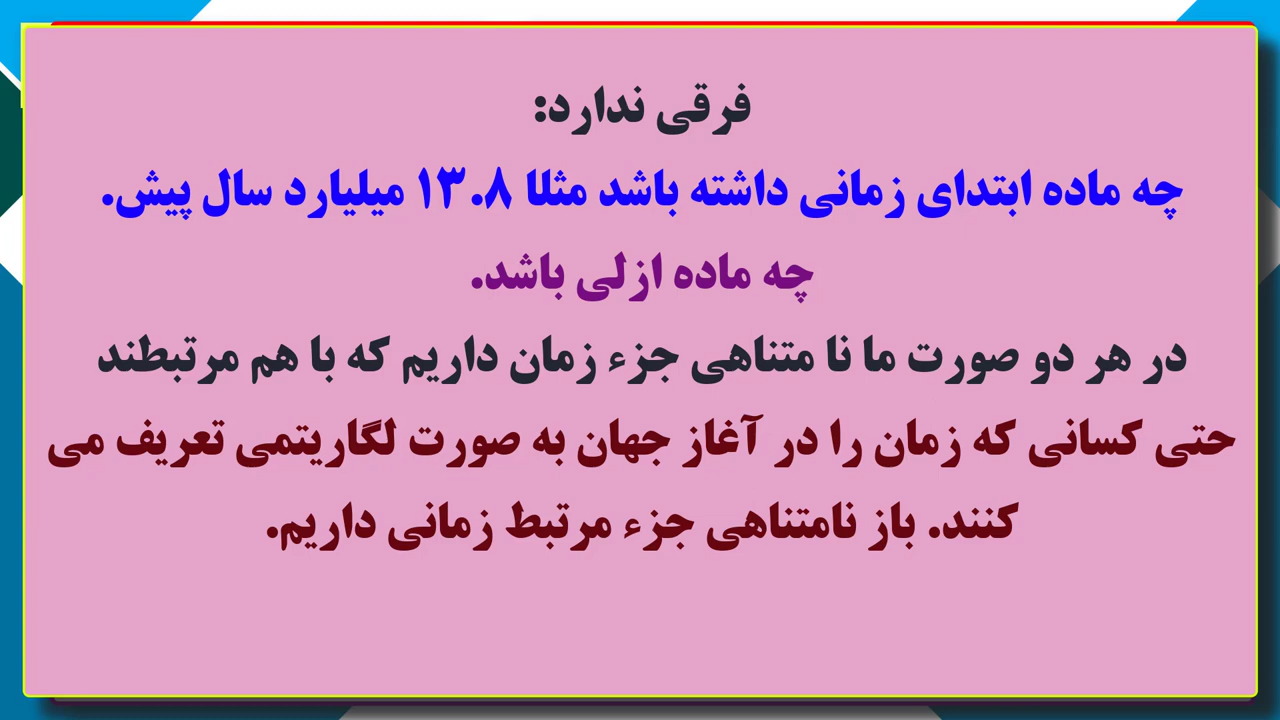 فرقی ندارد:
چه ماده ابتدای زمانی داشته باشد مثلا ۱۳.۸ میلیارد سال پیش.
چه ماده ازلی باشد.
در هر دو صورت ما نا متناهی جزء زمان داریم که با هم مرتبطند
حتی کسانی که زمان را در آغاز جهان به صورت لگاریتمی تعریف می
کنند. باز نامتناهی جزء مرتبط زمانی داریم.